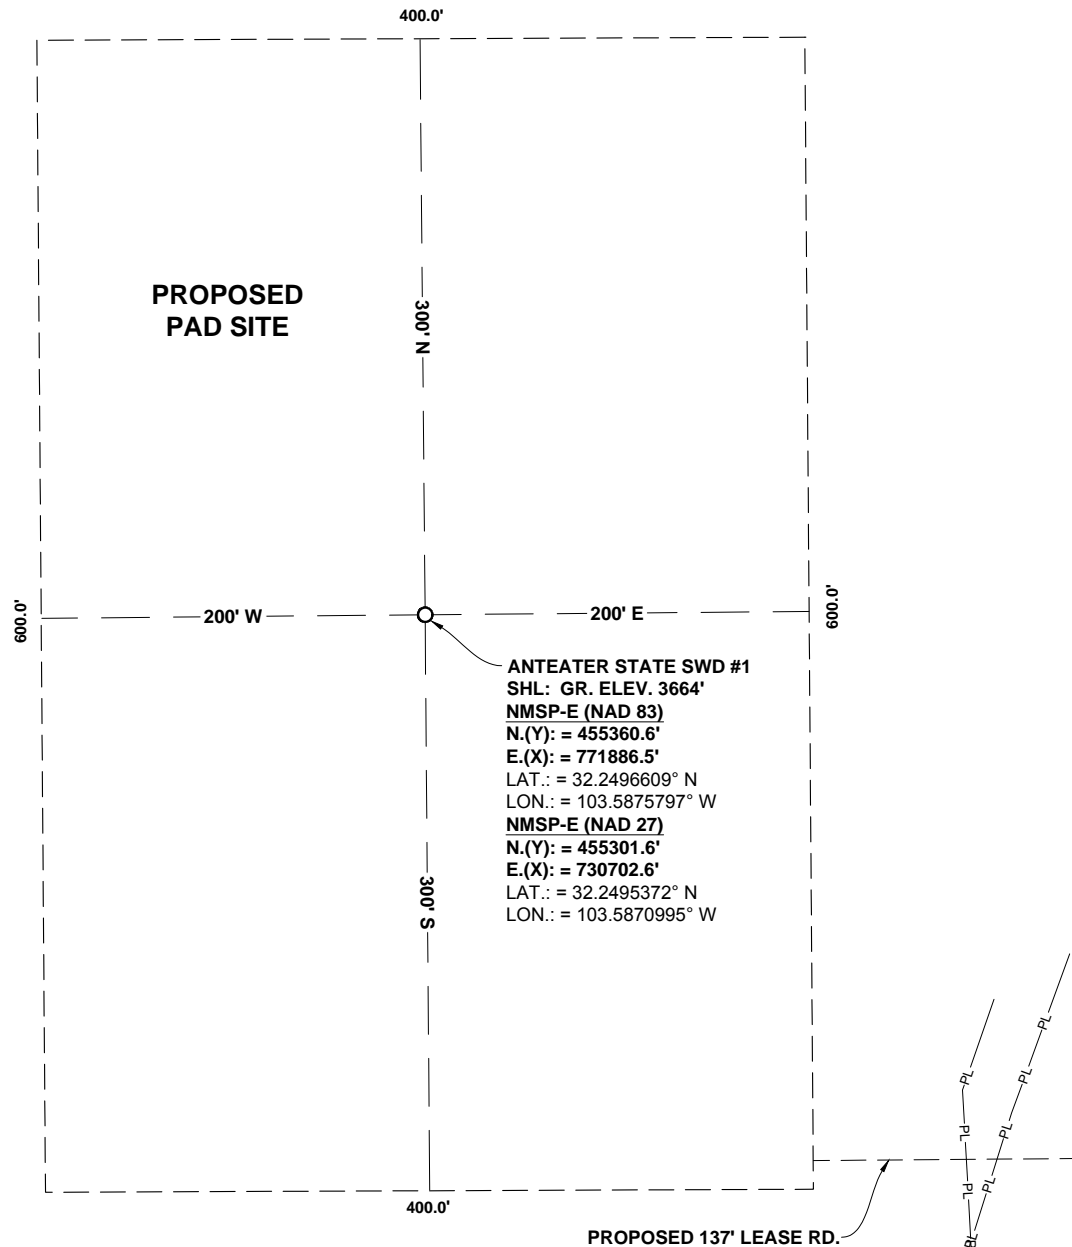 400.0'
PROPOSED
PAD SITE
300' N
600.0'
200' W
200' E
600.0'
ANTEATER STATE SWD #1
SHL: GR. ELEV. 3664'
NMSP-E (NAD 83)
N.(Y): = 455360.6'
E.(X): = 771886.5'
LAT.: = 32.2496609° N
LON.: = 103.5875797° W
NMSP-E (NAD 27)
N.(Y): = 455301.6'
E.(X): = 730702.6'
LAT.: = 32.2495372° N
LON.: = 103.5870995° W
300' S
PL
PL
PL
PL
PL
PL
PL
400.0'
PROPOSED 137' LEASE RD.